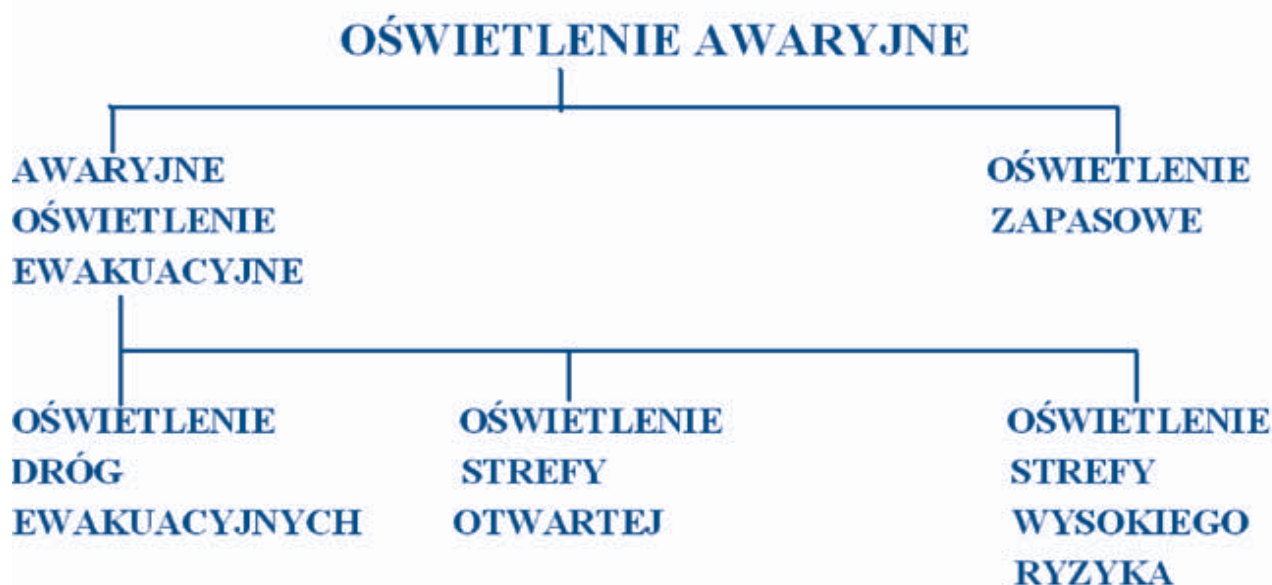 OŚWIETLENIE AWARYJNE
AWARYJNE
OŚWIETLENIE
EWAKUACYJNE
OŚWIETLENIE
ZAPASOWE
OŚWIETLENIE
DRÓG
EWAKUACYJNYCH
OŚWIETLENIE
STREFY
OTWARTEJ
OŚWIETLENIE
STREFY
WYSOKIEGO
RYZYKA